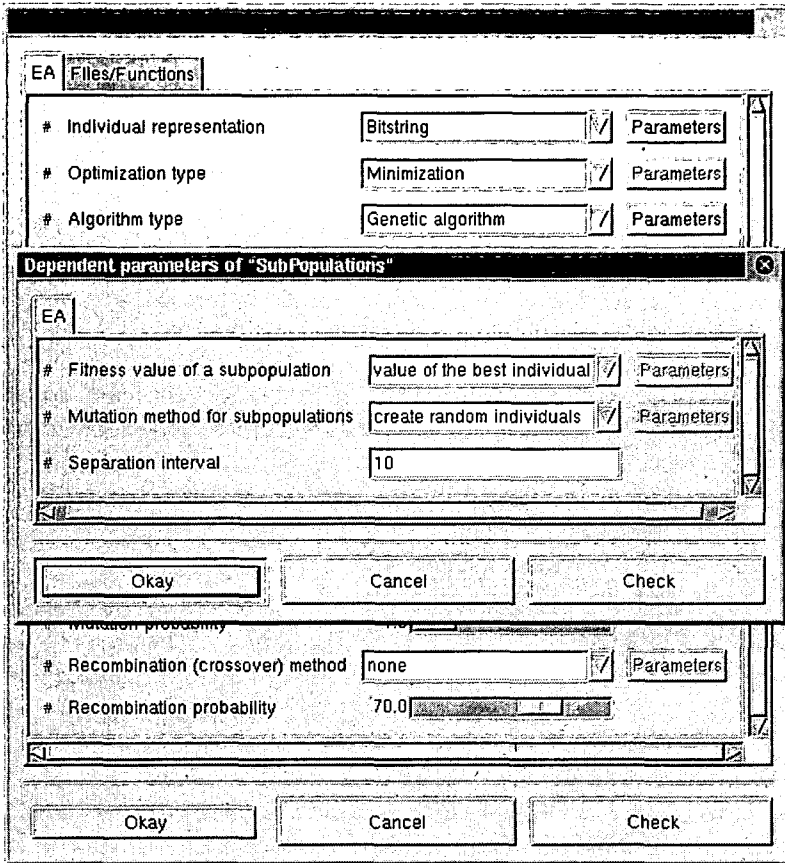 EA Files/Functions
# Individual representation Bitstring Parameters
# Optimization type Minimization Parameters
# Algorithm type Genetic algorithm Parameters
Dependent parameters of "SubPopulations"
EA
# Fitness value of a subpopulation value of the best individual Parameters
# Mutation method for subpopulations create random individuals Parameters
# Separation interval 10
Okay Cancel Check
# Mutation probability
# Recombination (crossover) method none Parameters
# Recombination probability 70.0
Okay Cancel Check